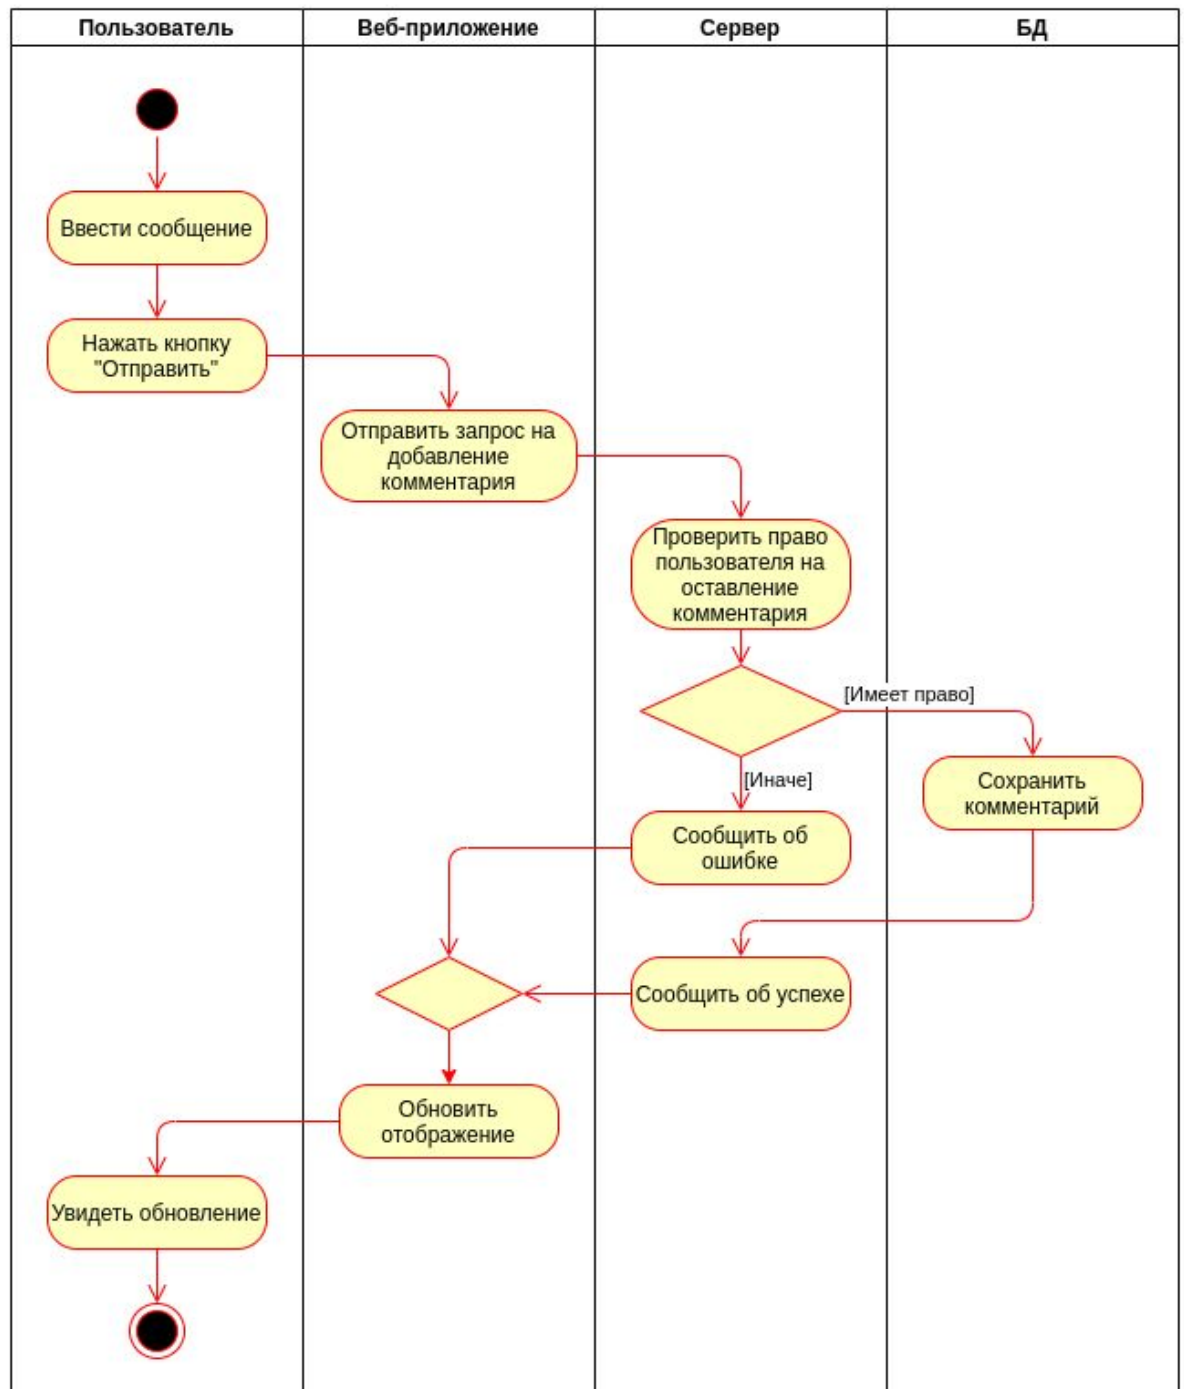 Пользователь
Веб-приложение
Сервер
БД
Ввести сообщение
Нажать кнопку
"Отправить"
Отправить запрос на
добавление
комментария
Проверить право
пользователя на
оставление
комментария
[Имеет право]
[Иначе]
Сохранить
комментарий
Сообщить об
ошибке
Сообщить об успехе
Обновить
отображение
Увидеть обновление